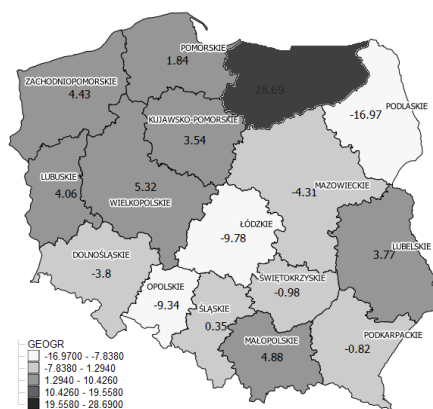 POMORSKIE
1.84
ZACHODNIOPOMORSKIE
4.43
28.69
PODLASKIE
-16.97
KUJAWSKO-POMORSKIE
3.54
LUBUSKIE
4.06
5.32
WIELKOPOLSKIE
MAZOWIECKIE
-4.31
ŁÓDZKIE
-9.78
LUBELSKIE
3.77
DOLNOŚLĄSKIE
-3.8
OPOLSKIE
-9.34
ŚWIĘTOKRZYSKIE
-0.98
ŚLĄSKIE
0.35
MAŁOPOLSKIE
4.88
PODKARPACKIE
-0.82
GEOGR
-16.9700 - -7.8380
-7.8380 - 1.2940
1.2940 - 10.4260
10.4260 - 19.5580
19.5580 - 28.6900